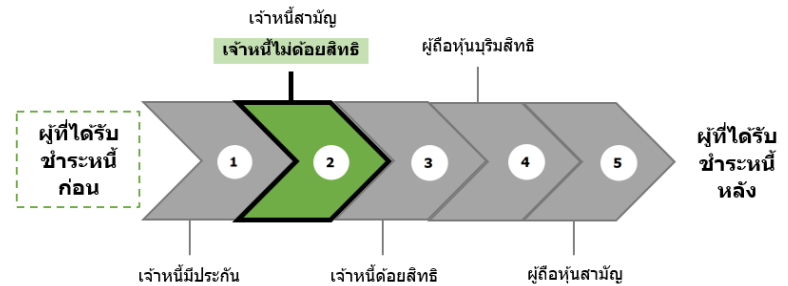 เจ้าหนี้สามัญ
เจ้าหนี้ไม่ด้อยสิทธิ
ผู้ถือหุ้นบุริมสิทธิ
ผู้ที่ได้รับ
ชำระหนี้
ก่อน
1
2
3
4
5
ผู้ที่ได้รับ
ชำระหนี้
หลัง
เจ้าหนี้มีประกัน
เจ้าหนี้ด้อยสิทธิ
ผู้ถือหุ้นสามัญ